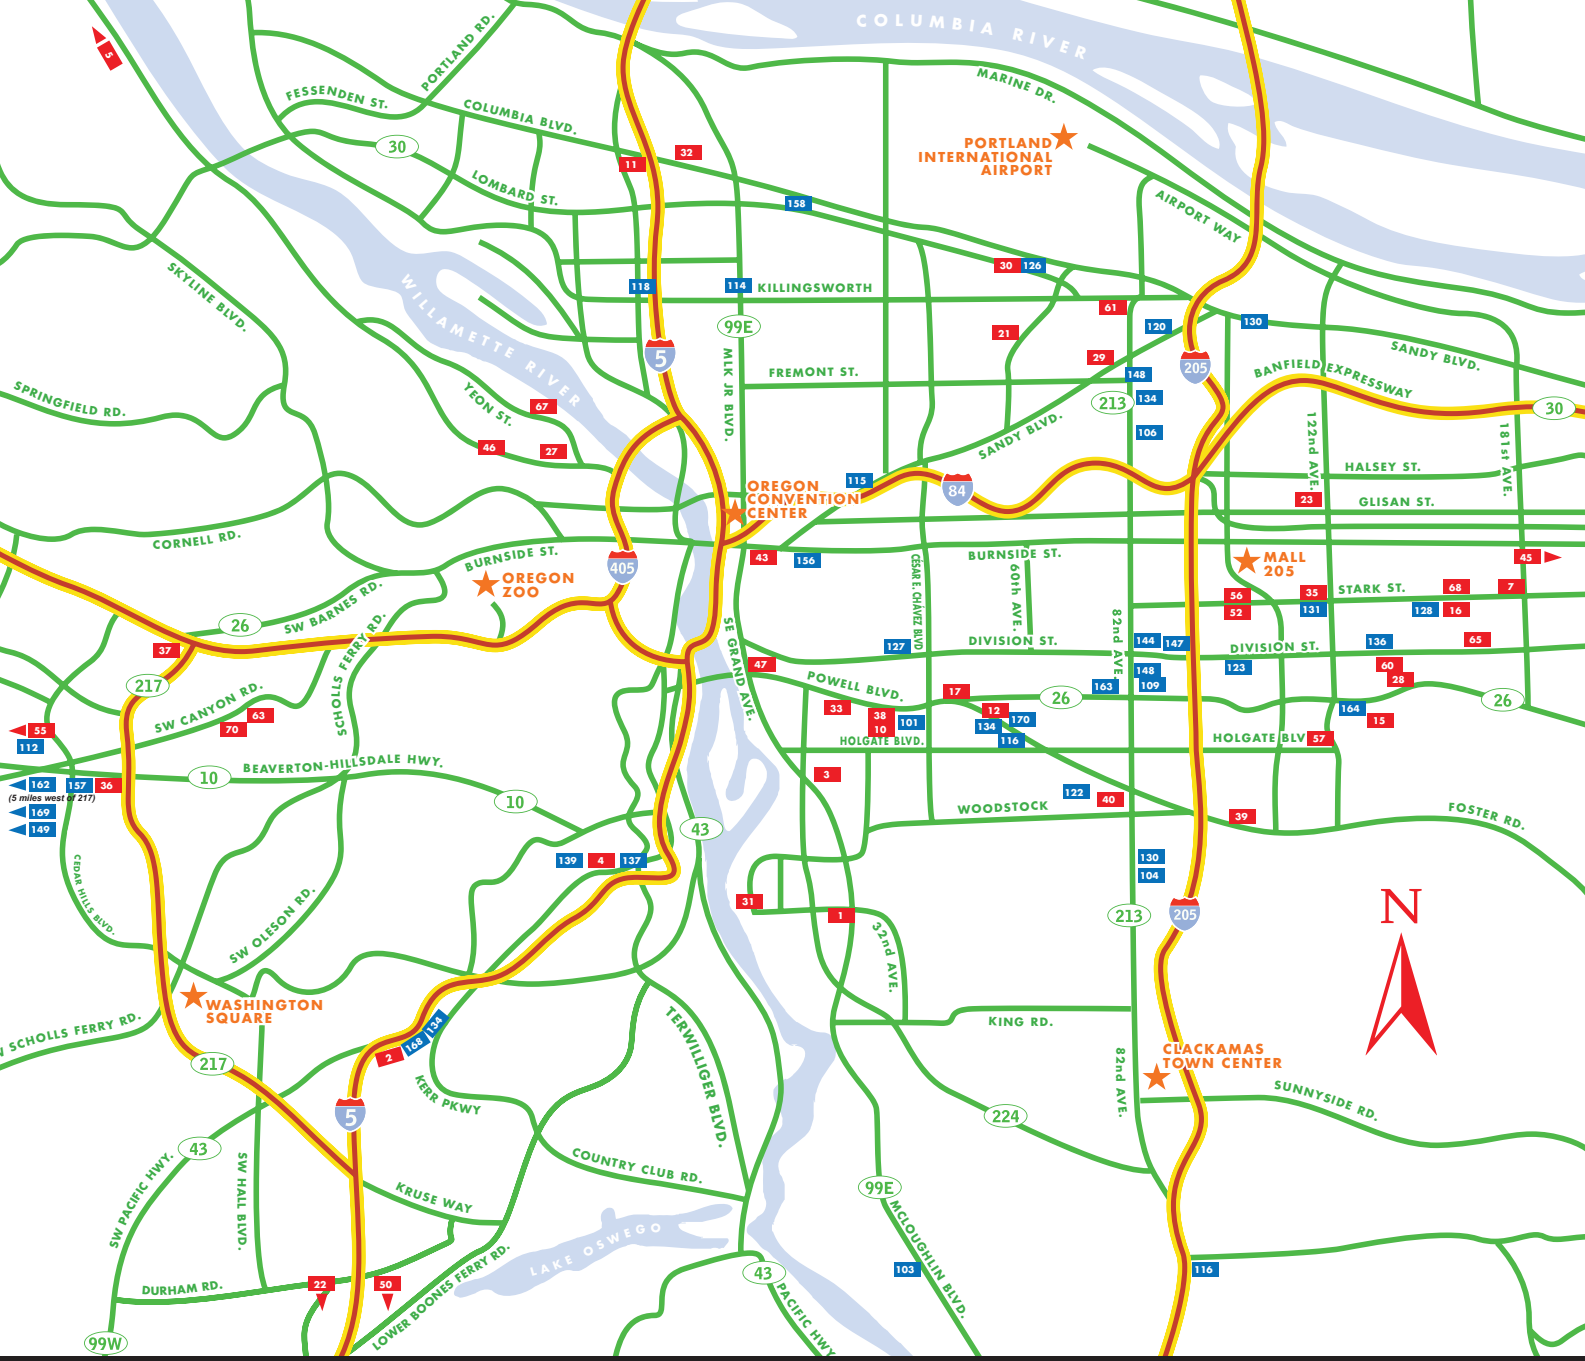 COLUMBIA RIVER
PORTLAND RD.
5
FESSENDEN ST.
COLUMBIA BLVD.
MARINE DR.
30
PORTLAND
INTERNATIONAL
AIRPORT
11
32
LOMBARD ST.
158
AIRPORT WAY
SKYLINE BLVD.
WILLAMETTE RIVER
30
126
118
114
KILLINGSWORTH
61
99E
21
120
130
5
MLK JR BLVD.
29
205
SANDY BLVD.
FREMONT ST.
148
BANFIELD EXPRESSWAY
SPRINGFIELD RD.
YEON ST.
67
213
134
30
SANDY BLVD.
122nd AVE.
181st AVE.
46
27
106
HALSEY ST.
OREGON
CONVENTION
CENTER
115
84
23
GLISAN ST.
CORNELL RD.
BURNSIDE ST.
405
43
156
CESAR E. CHAVEZ BLVD
BURNSIDE ST.
60th AVE.
MALL
205
45
OREGON
ZOO
SW BARNES RD.
56
35
STARK ST.
68
7
52
131
128
16
26
SCHOLLS FERRY RD.
SE GRAND AVE.
82nd AVE.
37
127
DIVISION ST.
144
147
DIVISION ST.
136
65
47
148
123
60
217
POWELL BLVD.
17
163
109
28
SW CANYON RD.
63
33
38
12
170
26
164
26
55
70
10
101
134
15
112
HOLGATE BLVD.
116
HOLGATE BLV
57
BEAVERTON-HILLSDALE HWY.
10
3
162
157
36
(5 miles west of 217)
10
122
40
169
WOODSTOCK
39
FOSTER RD.
149
43
139
4
137
130
104
CEDAR HILLS BLVD.
SW OLESON RD.
31
1
213
205
N
32nd AVE.
WASHINGTON
SQUARE
W SCHOLLS FERRY RD.
2
168
134
TERWILLIGER BLVD.
KING RD.
217
82nd AVE.
CLACKAMAS
TOWN CENTER
KERR PKWY
5
224
SUNNYSIDE RD.
43
SW PACIFIC HWY.
SW HALL BLVD.
COUNTRY CLUB RD.
KRUSE WAY
99E
MCLOUGHLIN BLVD.
LAKE OSWEGO
DURHAM RD.
22
50
LOWER BOONES FERRY RD.
43
PACIFIC HWY
103
116
99W